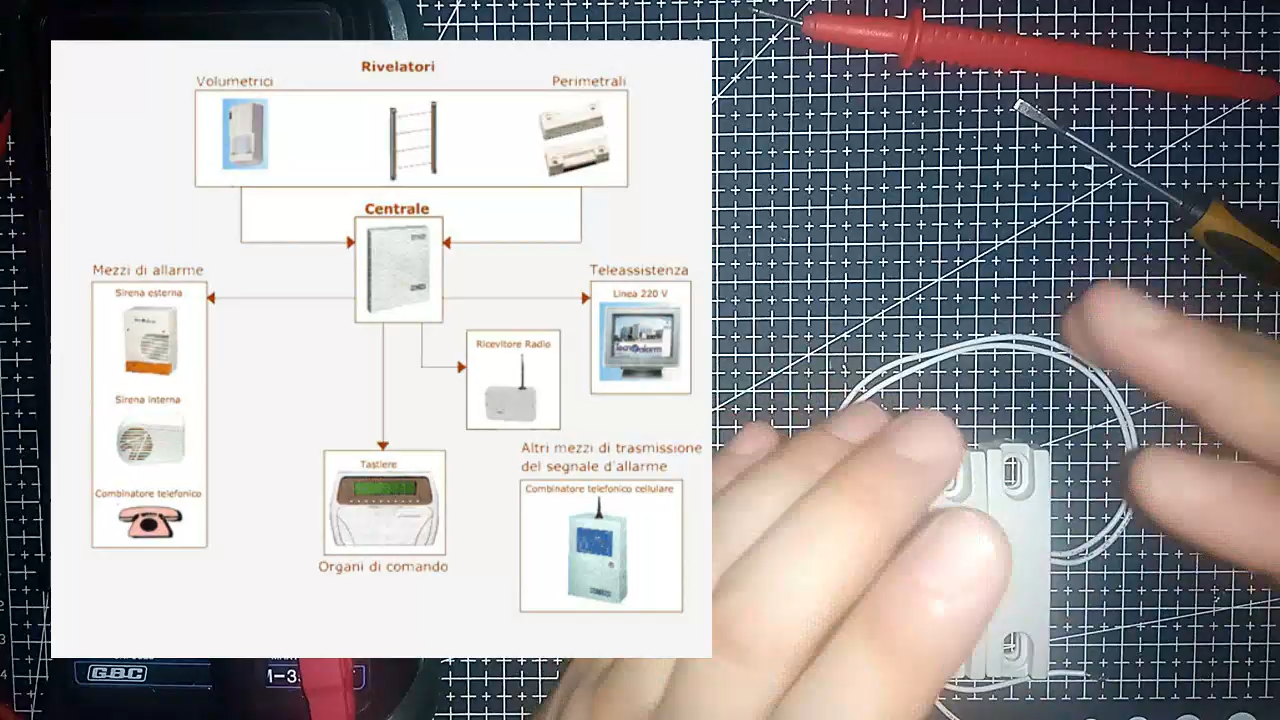 Rivelatori
Volumetrici
Perimetrali
Centrale
Mezzi di allarme
Teleassistenza
Sirena esterna
Linea 220 V
Ricevitore Radio
Sirena interna
Altri mezzi di trasmissione
del segnale d'allarme
Tastiere
Combinatore telefonico cellulare
Combinatore telefonico
Organi di comando
GBC